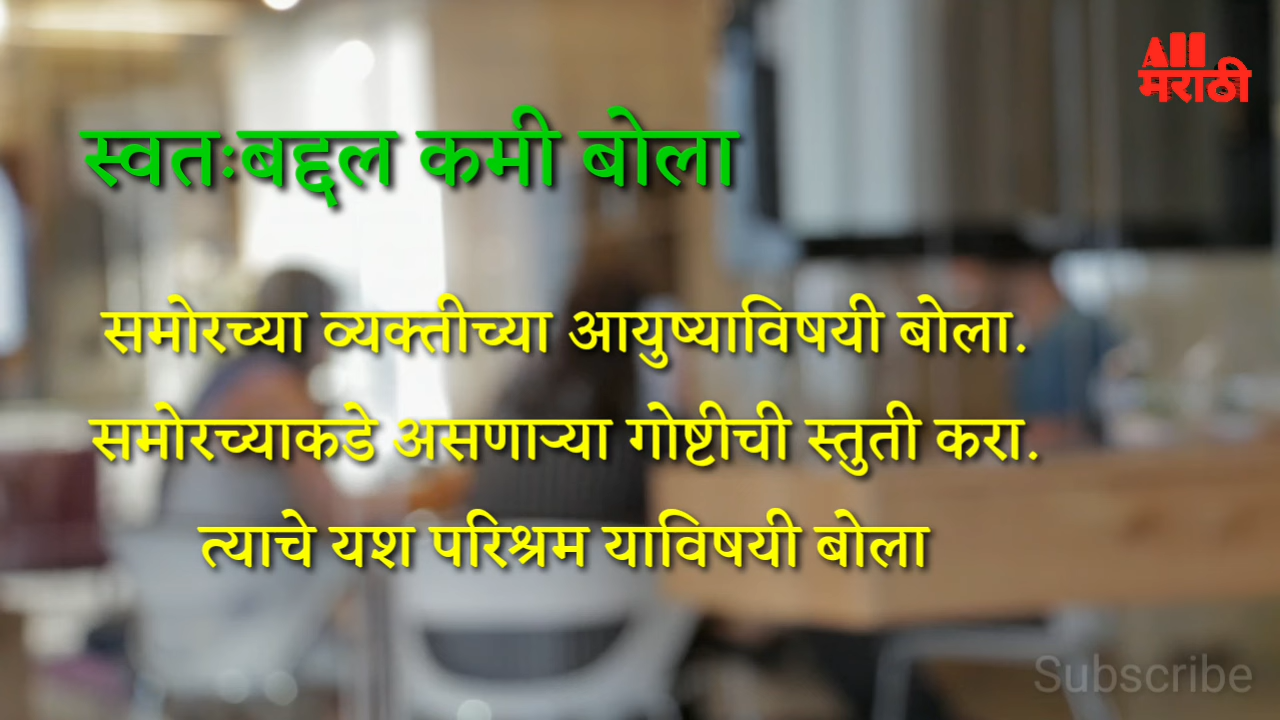 All
मराठी
स्वतःबद्दल कमी बोला
समोरच्या व्यक्तीच्या आयुष्याविषयी बोला.
समोरच्याकडे असणाऱ्या गोष्टीची स्तुती करा.
त्याचे यश परिश्रम याविषयी बोला
Subscribe